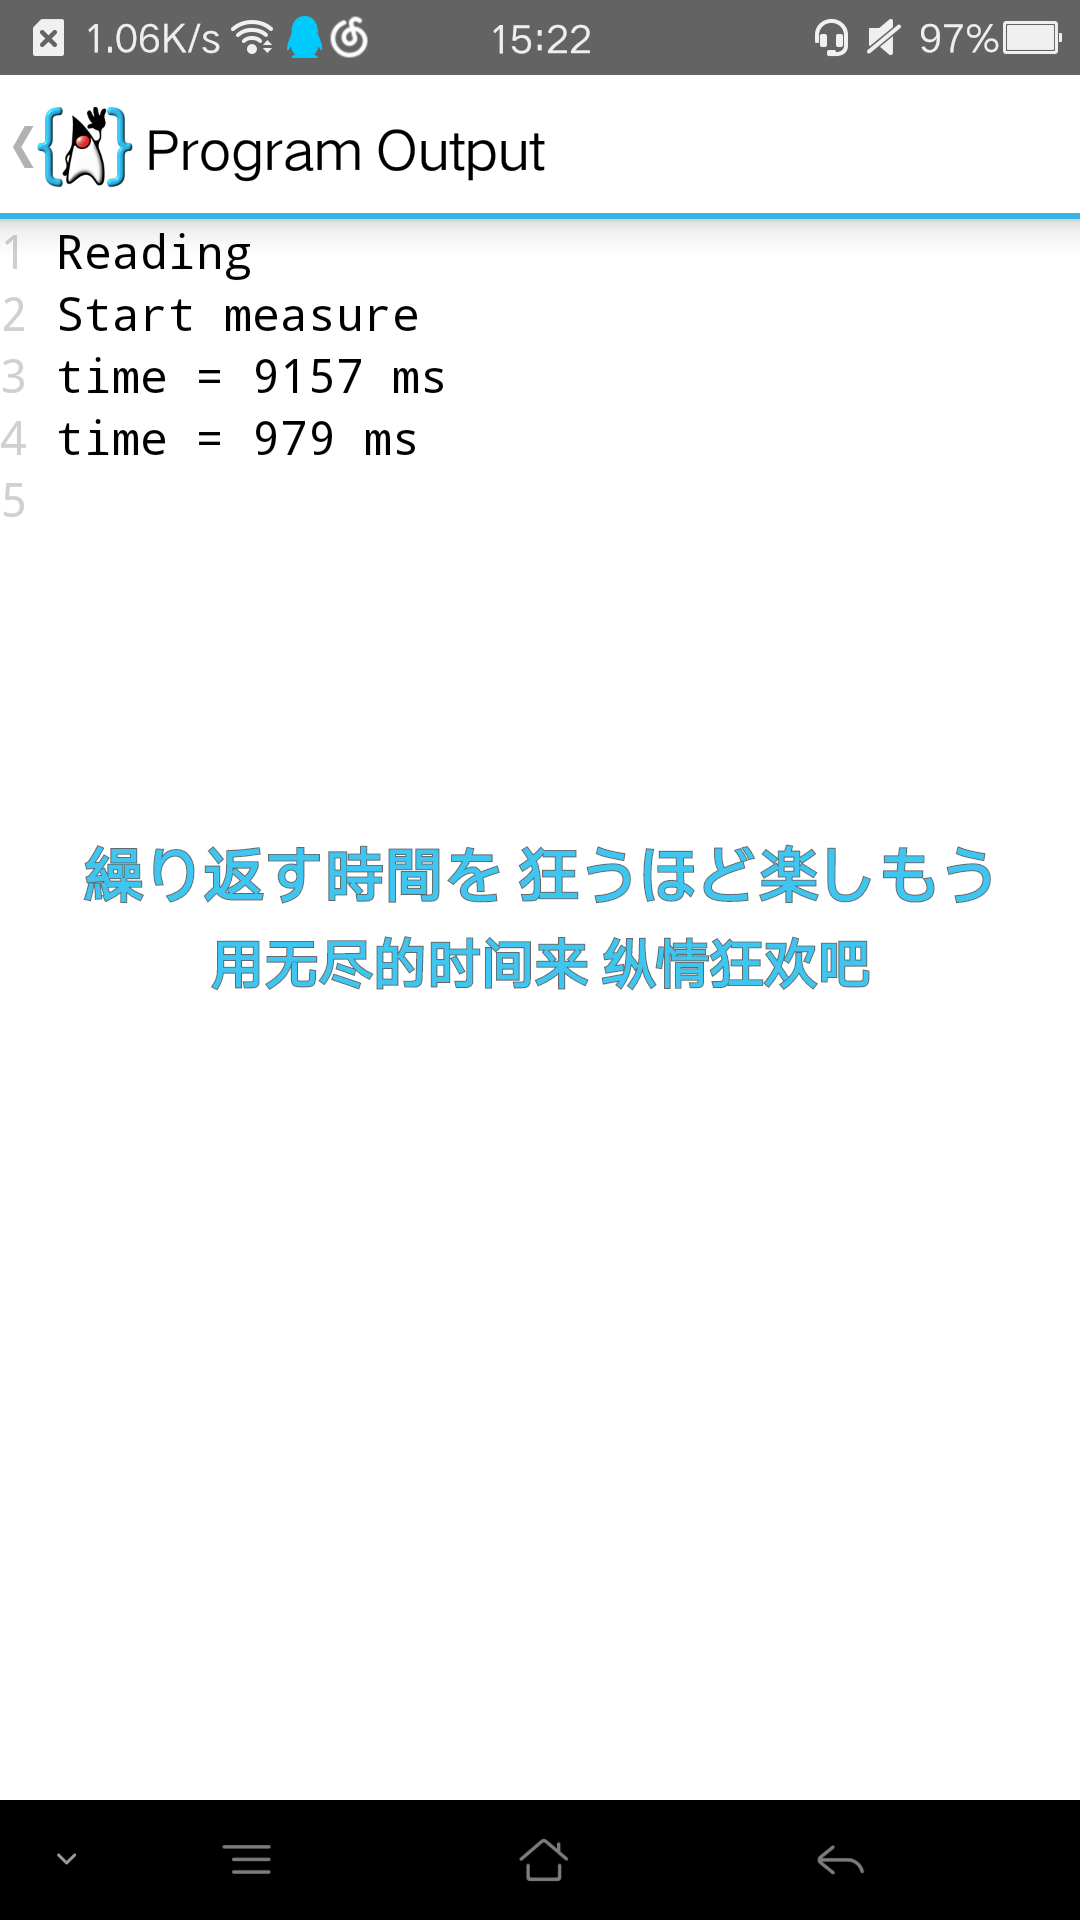 1.06K/s 15:22 97%
Program Output
1 Reading
2 Start measure
3 time = 9157 ms
4 time = 979 ms
5
繰り返す時間を 狂うほど楽しもう
用无尽的时间来 纵情狂欢吧